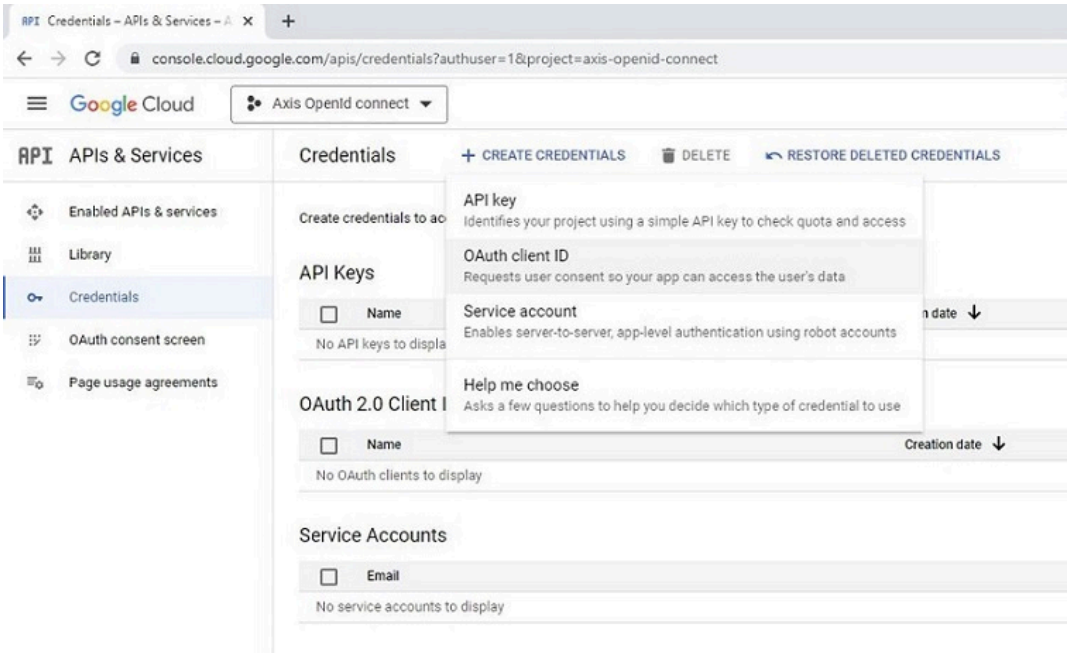 API Credentials – APIs & Services – A
console.cloud.google.com/apis/credentials?authuser=1&project=axis-openid-connect
Google Cloud
Axis OpenId connect
API APIs & Services
Credentials
CREATE CREDENTIALS
DELETE
RESTORE DELETED CREDENTIALS
Enabled APIs & services
Library
Credentials
OAuth consent screen
Page usage agreements
Create credentials to ac
API key
Identifies your project using a simple API key to check quota and access
OAuth client ID
Requests user consent so your app can access the user's data
Service account
Enables server-to-server, app-level authentication using robot accounts
Help me choose
Asks a few questions to help you decide which type of credential to use
API Keys
Name
n date
No API keys to displa
OAuth 2.0 Client I
Name
Creation date
No OAuth clients to display
Service Accounts
Email
No service accounts to display